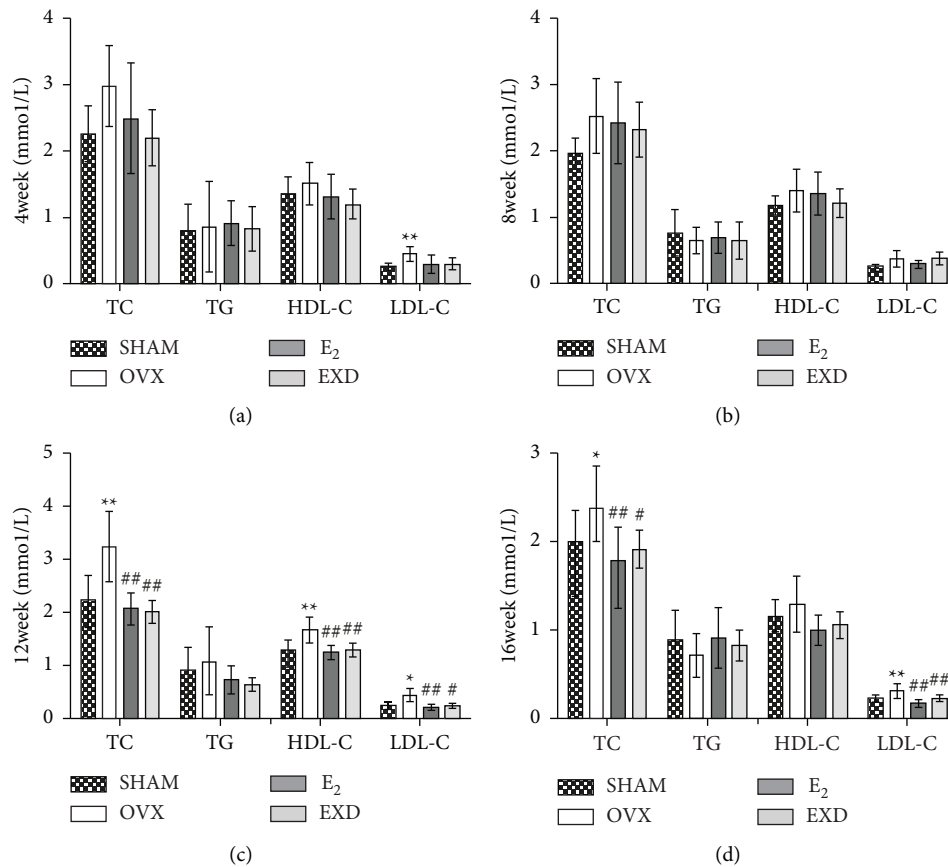 4
3
2
1
0
4week (mmo1/L)
**
TC TG HDL-C LDL-C
SHAM E₂
OVX EXD
(a)
4
3
2
1
0
8week (mmo1/L)
TC TG HDL-C LDL-C
SHAM E₂
OVX EXD
(b)
5
4
3
2
1
0
12week (mmo1/L)
**
## ##
**
## ##
*
## #
TC TG HDL-C LDL-C
SHAM E₂
OVX EXD
(c)
3
2
1
0
16week (mmo1/L)
*
## #
** ## ##
TC TG HDL-C LDL-C
SHAM E₂
OVX EXD
(d)